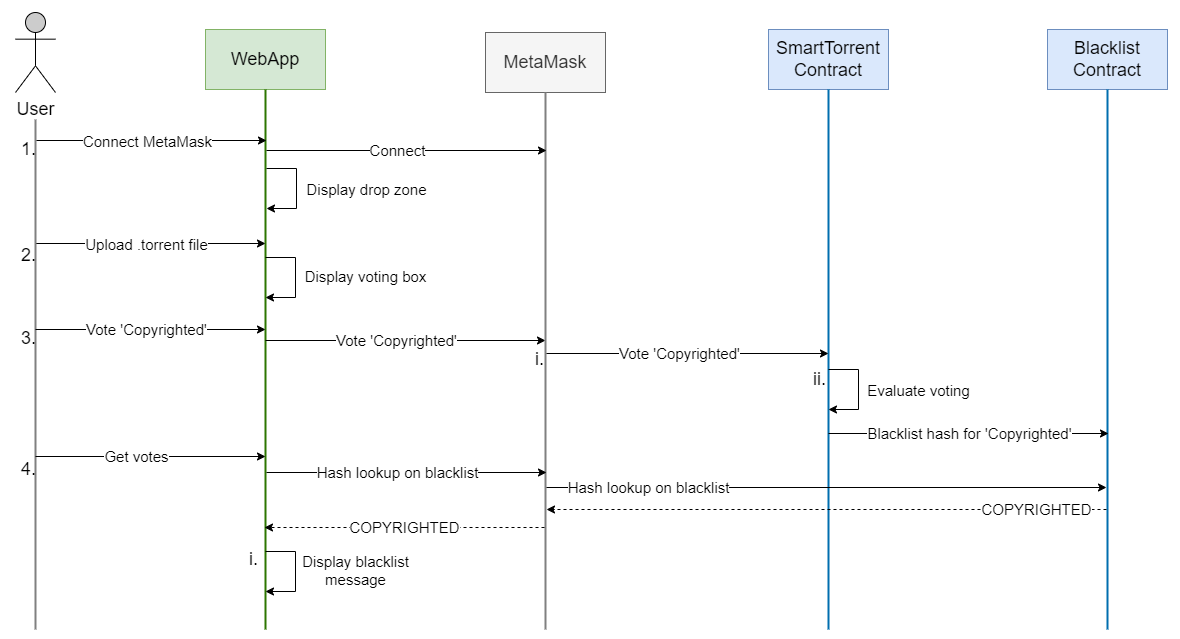 WebApp
MetaMask
SmartTorrent
Contract
Blacklist
Contract
User
1.
Connect MetaMask
Connect
Display drop zone
2.
Upload .torrent file
Display voting box
3.
Vote 'Copyrighted'
Vote 'Copyrighted'
i.
Vote 'Copyrighted'
ii.
Evaluate voting
Blacklist hash for 'Copyrighted'
4.
Get votes
Hash lookup on blacklist
Hash lookup on blacklist
COPYRIGHTED
COPYRIGHTED
i.
Display blacklist
message